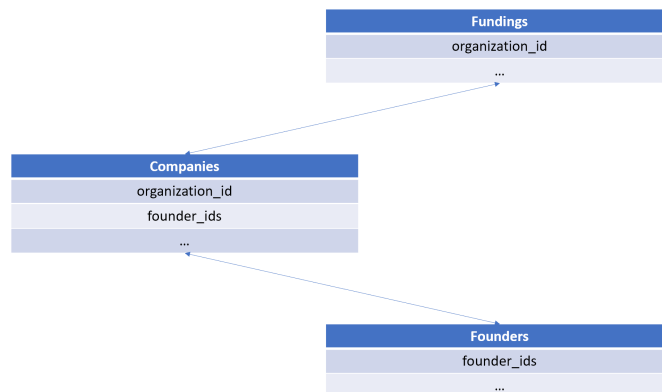 Fundings
organization_id
...
Companies
organization_id
founder_ids
...
Founders
founder_ids
...